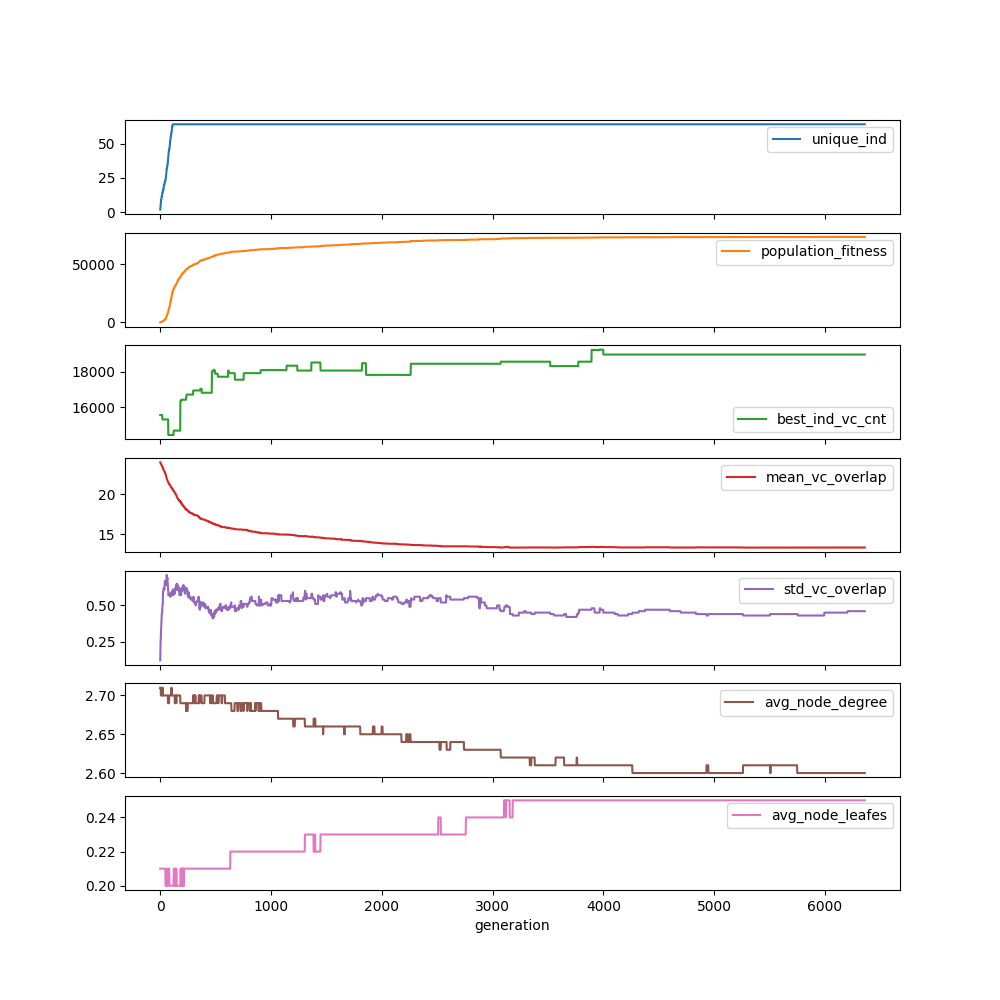 50
25
0
unique_ind
50000
0
population_fitness
18000
16000
best_ind_vc_cnt
20
15
mean_vc_overlap
0.50
0.25
std_vc_overlap
2.70
2.65
2.60
avg_node_degree
0.24
0.22
0.20
avg_node_leafes
0 1000 2000 3000 4000 5000 6000
generation